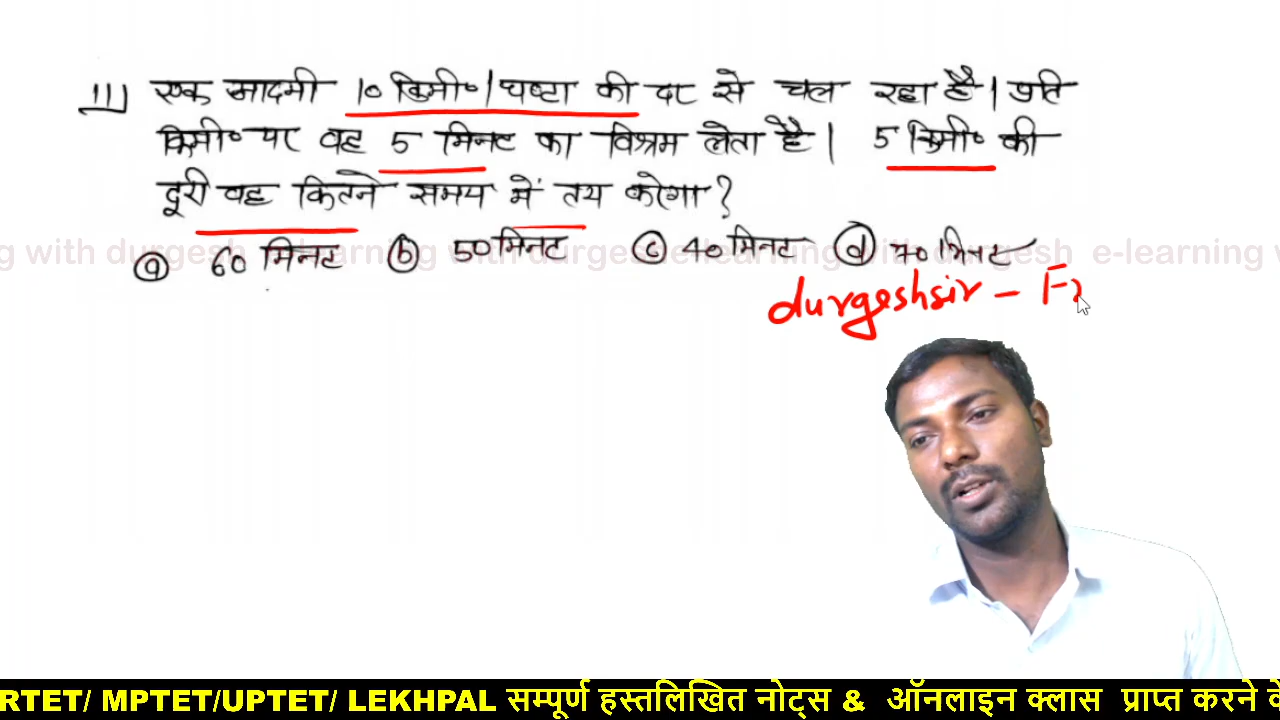 11) एक आदमी 10 किमी०/घण्टा की दर से चल रहा है। प्रति
किमी० पर वह 5 मिनट का विश्रम लेता है। 5 किमी० की
दूरी वह कितने समय में तय करेगा?
ⓐ 60 मिनट ⓑ 50 मिनट ⓒ 40 मिनट ⓓ 70 मिनट
g with durgesh e-learning with durgesh e-learning with durgesh e-learning w
durgeshsir -
RTET/ MPTET/UPTET/ LEKHPAL सम्पूर्ण हस्तलिखित नोट्स & ऑनलाइन क्लास प्राप्त करने के